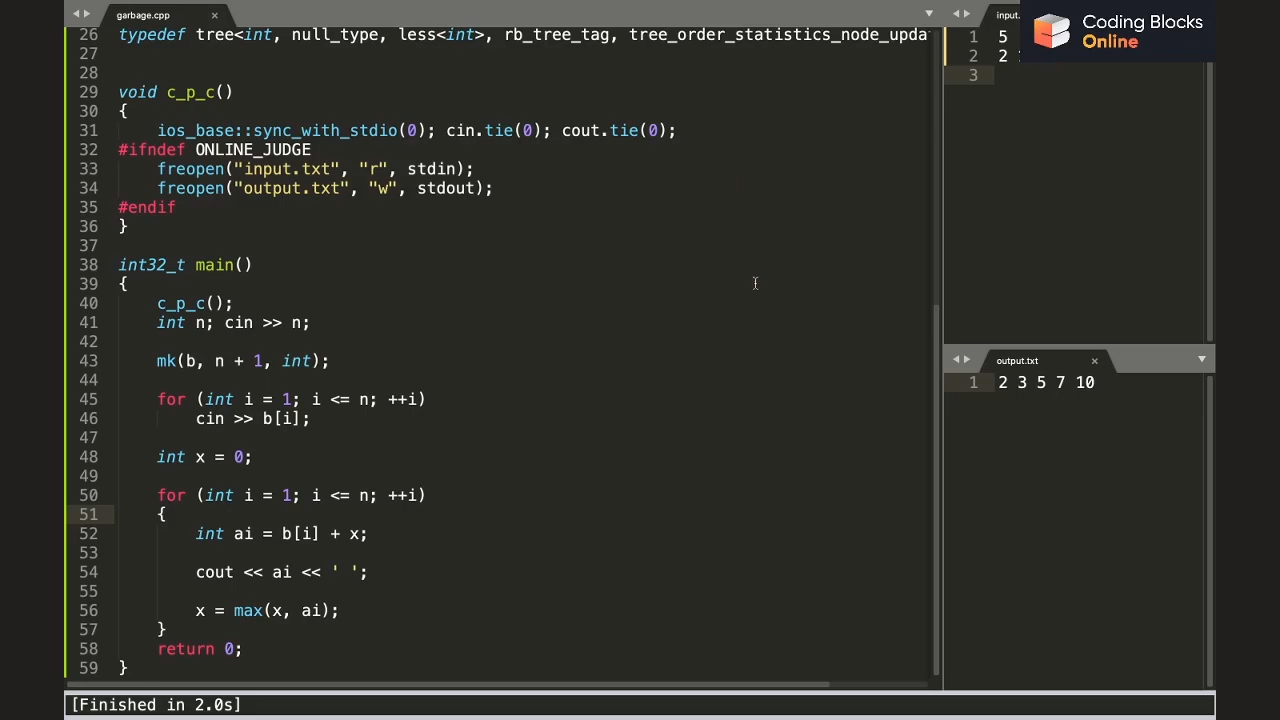 garbage.cpp
26 typedef tree<int, null_type, less<int>, rb_tree_tag, tree_order_statistics_node_upda
27
28
29 void c_p_c()
30 {
31 ios_base::sync_with_stdio(0); cin.tie(0); cout.tie(0);
32 #ifndef ONLINE_JUDGE
33 freopen("input.txt", "r", stdin);
34 freopen("output.txt", "w", stdout);
35 #endif
36 }
37
38 int32_t main()
39 {
40 c_p_c();
41 int n; cin >> n;
42
43 mk(b, n + 1, int);
44
45 for (int i = 1; i <= n; ++i)
46 cin >> b[i];
47
48 int x = 0;
49
50 for (int i = 1; i <= n; ++i)
51 {
52 int ai = b[i] + x;
53
54 cout << ai << ' ';
55
56 x = max(x, ai);
57 }
58 return 0;
59 }
[Finished in 2.0s]
input.
1 5
2 2
3
Coding Blocks
Online
output.txt
1 2 3 5 7 10